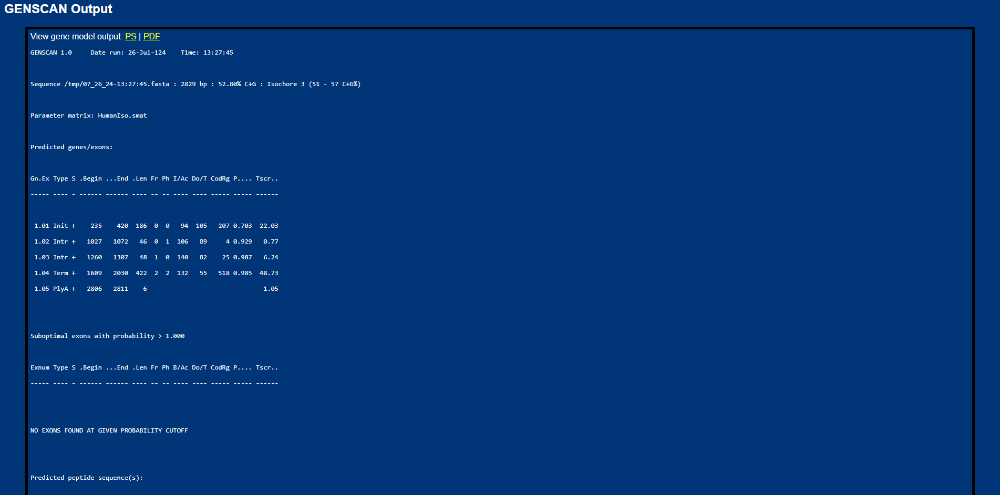 GENSCAN Output
View gene model output: PS | PDF
GENSCAN 1.0     Date run: 26-Jul-124    Time: 13:27:45
Sequence /tmp/07_26_24-13:27:45.fasta : 2829 bp : 52.80% C+G : Isochore 3 (51 - 57 C+G%)
Parameter matrix: HumanIso.smat
Predicted genes/exons:
Gn.Ex Type S .Begin ...End .Len Fr Ph I/Ac Do/T CodRg P.... Tscr..
----- ---- - ------ ------ ---- -- -- ---- ---- ----- ----- ------
 1.01 Init +    235    420  186  0  0   94  105   207 0.703  22.03
 1.02 Intr +   1027   1072   46  0  1  106   89     4 0.929   0.77
 1.03 Intr +   1260   1307   48  1  0  140   82    25 0.987   6.24
 1.04 Term +   1609   2030  422  2  2  132   55   518 0.985  48.73
 1.05 PlyA +   2806   2811    6                               1.05
Suboptimal exons with probability > 1.000
Exnum Type S .Begin ...End .Len Fr Ph B/Ac Do/T CodRg P.... Tscr..
----- ---- - ------ ------ ---- -- -- ---- ---- ----- ----- ------
NO EXONS FOUND AT GIVEN PROBABILITY CUTOFF
Predicted peptide sequence(s):